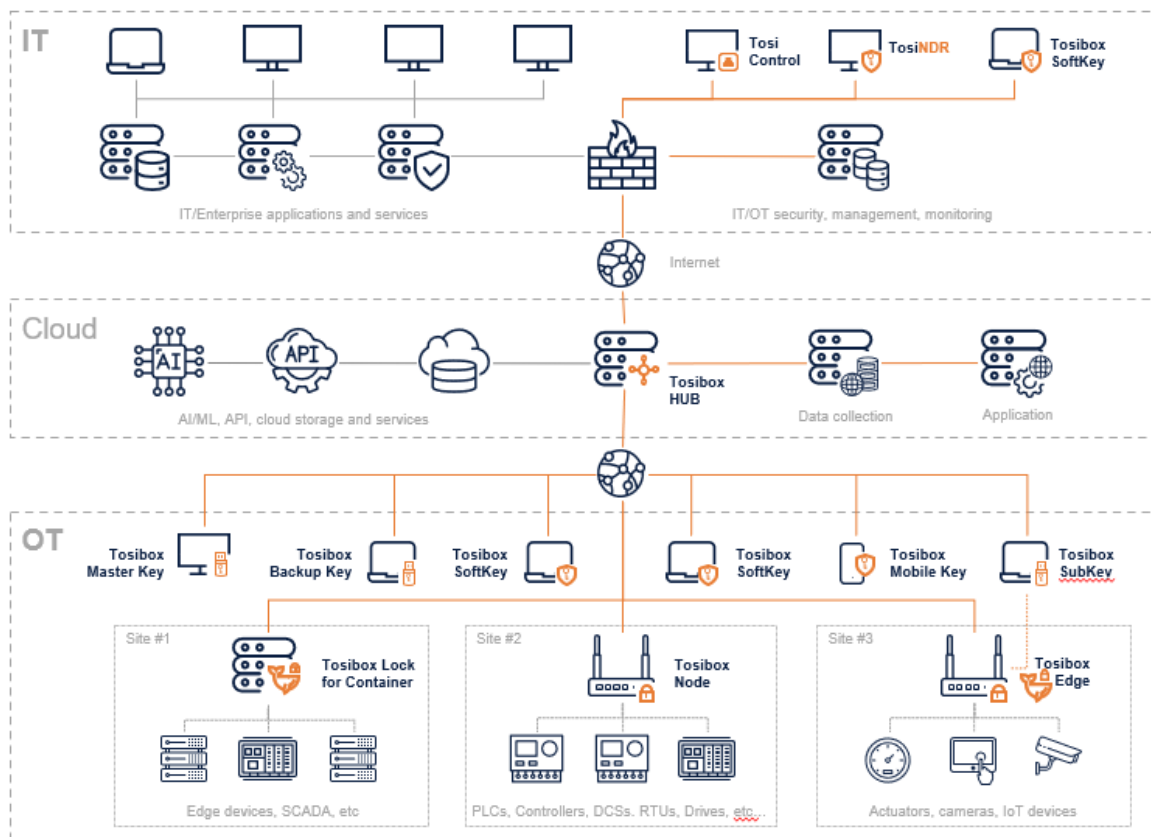 IT
Tosi
Control
TosiNDR
Tosibox
SoftKey
IT/Enterprise applications and services
IT/OT security, management, monitoring
Internet
Cloud
AI
API
Tosibox
HUB
AI/ML, API, cloud storage and services
Data collection
Application
OT
Tosibox
Master Key
Tosibox
Backup Key
Tosibox
SoftKey
Tosibox
SoftKey
Tosibox
Mobile Key
Tosibox
SubKey
Site #1
Tosibox Lock
for Container
Edge devices, SCADA, etc
Site #2
Tosibox
Node
PLCs, Controllers, DCSs. RTUs, Drives, etc...
Site #3
Tosibox
Edge
Actuators, cameras, IoT devices